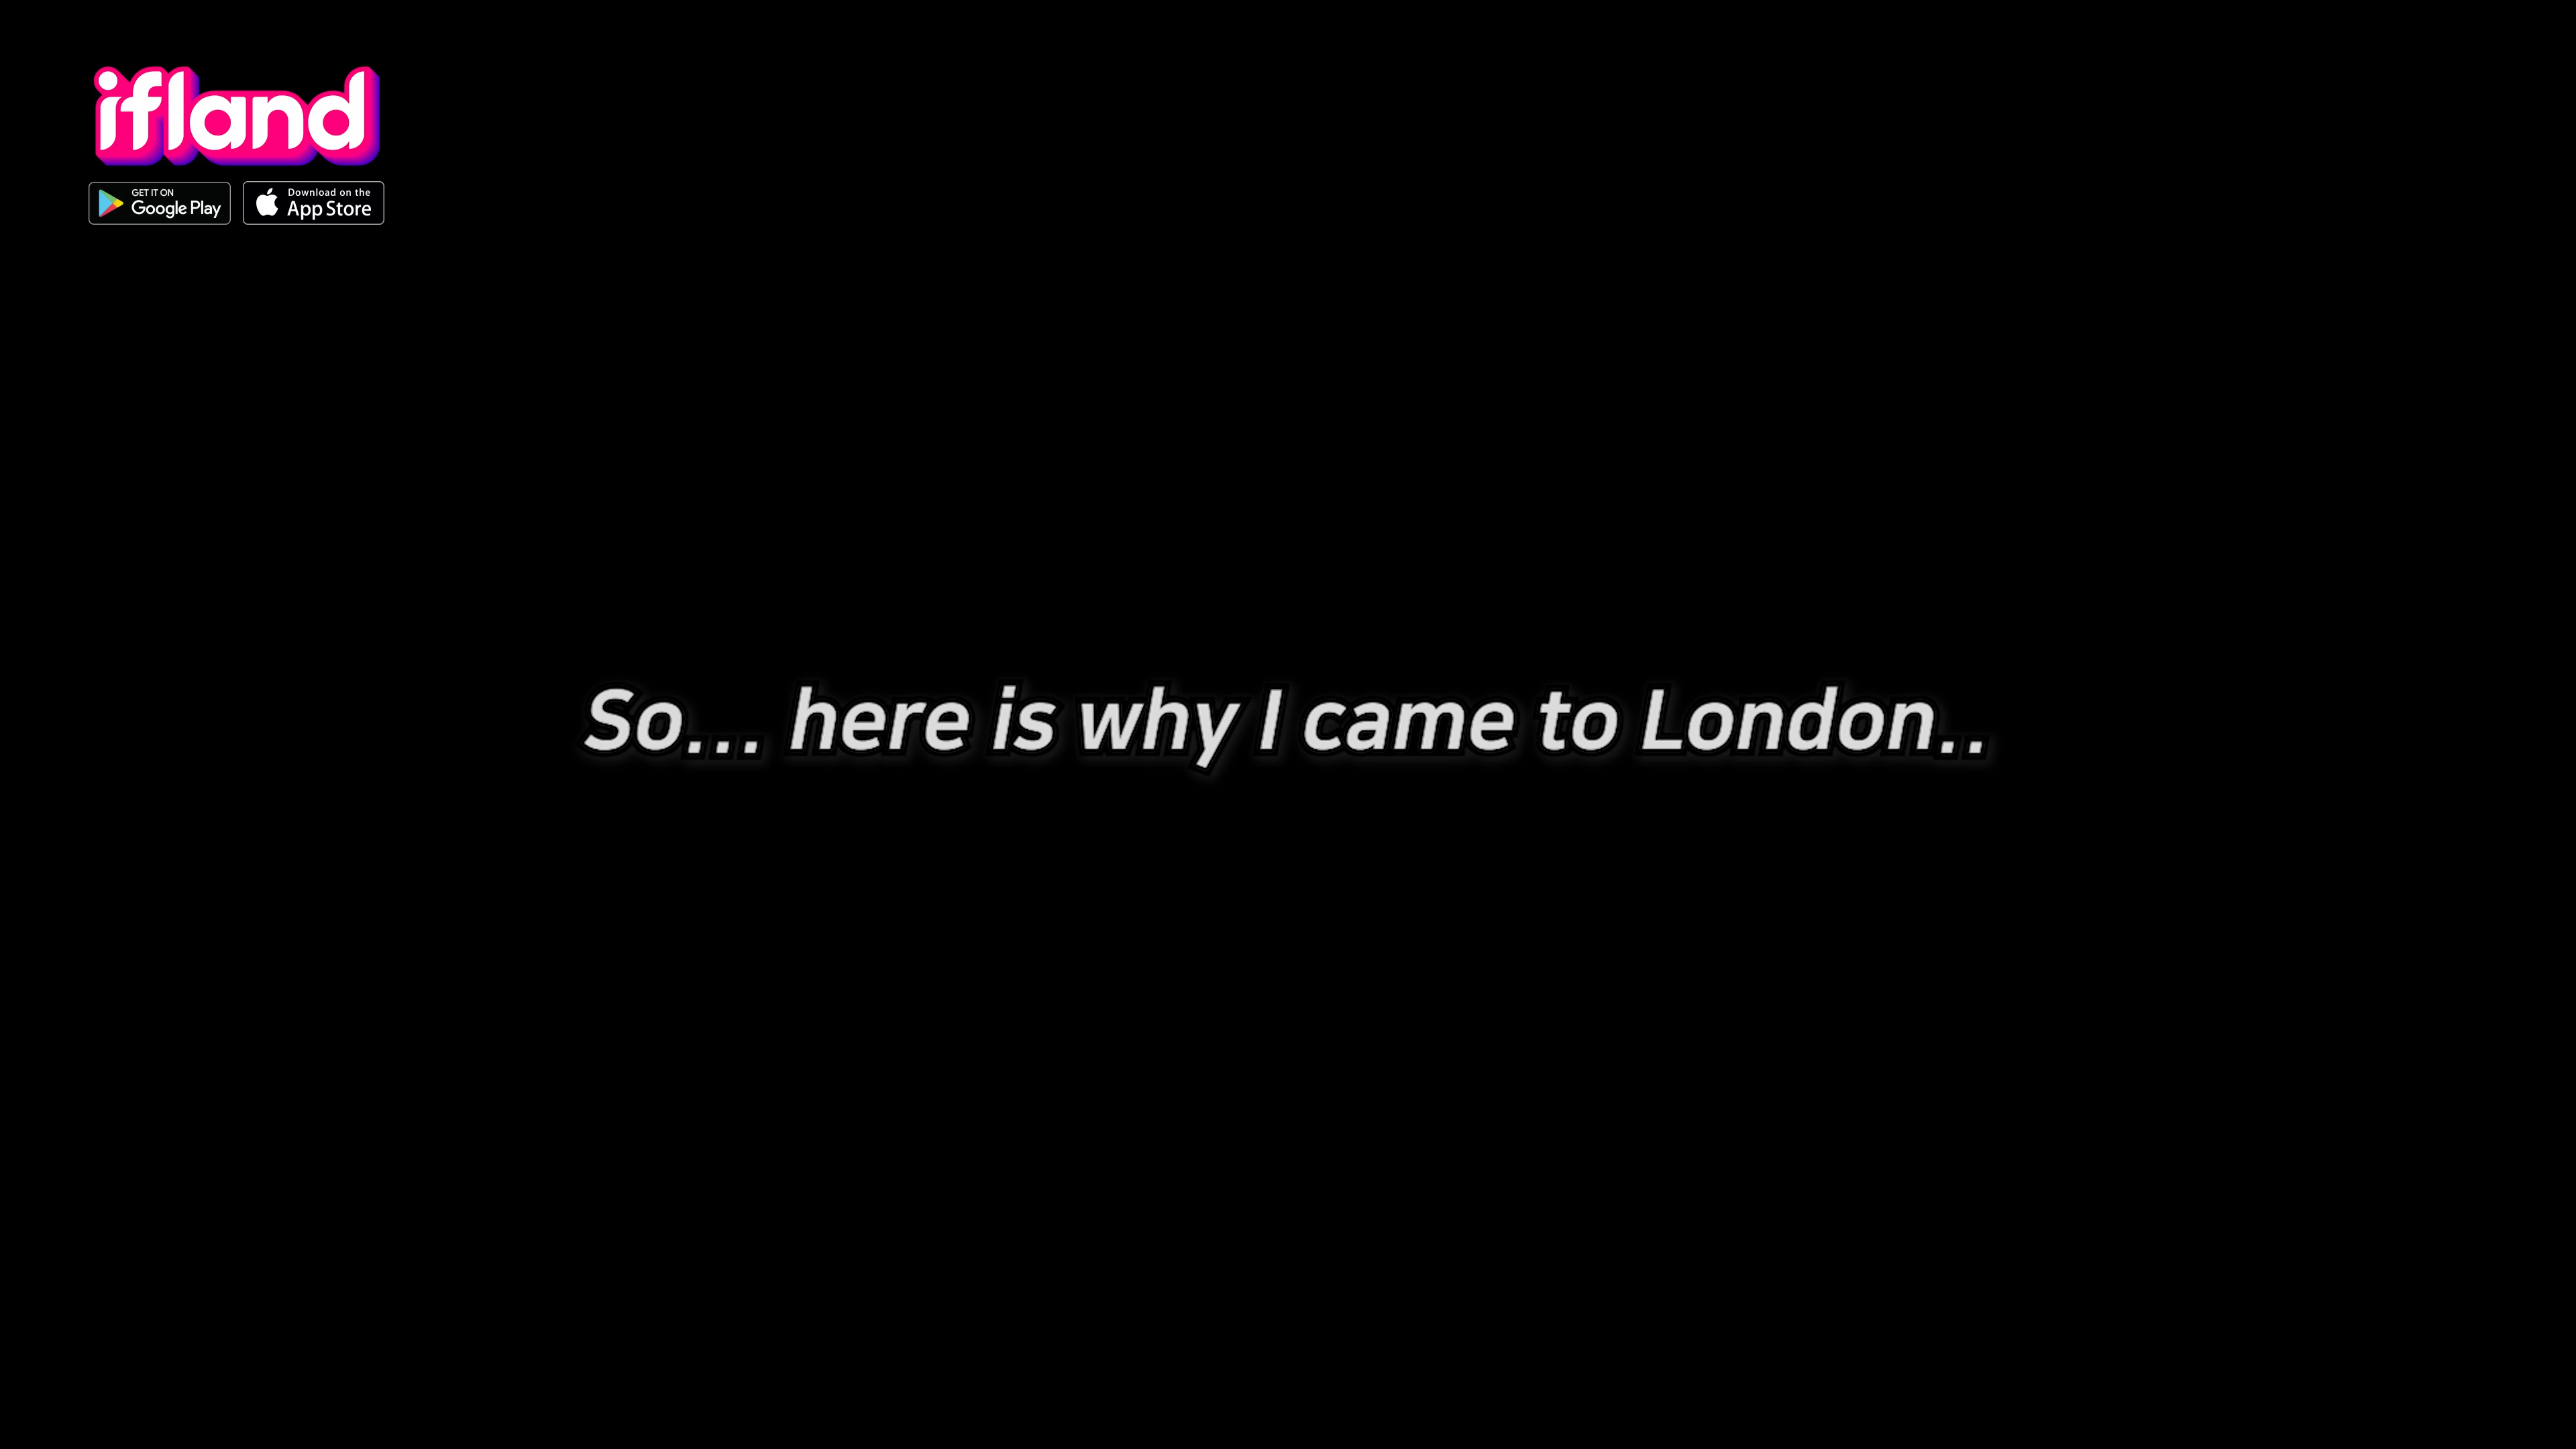 ifland
GET IT ON
Google Play
Download on the
App Store
So... here is why I came to London..